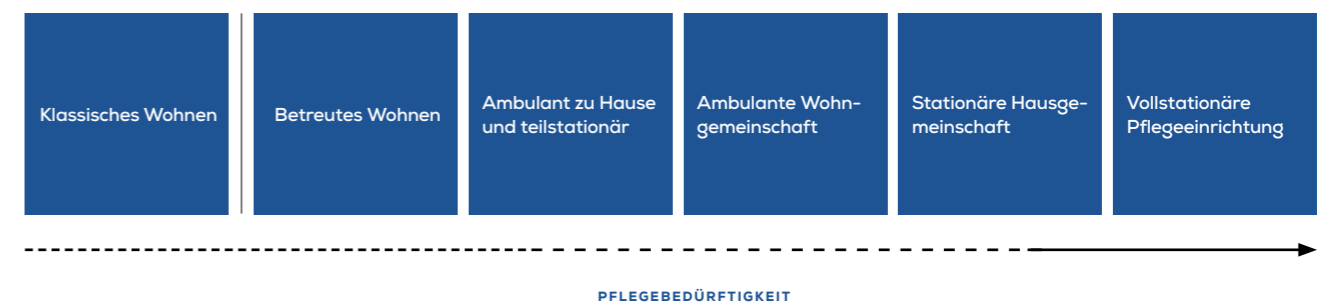 Klassisches Wohnen
Betreutes Wohnen
Ambulant zu Hause
und teilstationär
Ambulante Wohn-
gemeinschaft
Stationäre Hausge-
meinschaft
Vollstationäre
Pflegeeinrichtung
PFLEGEBEDÜRFTIGKEIT